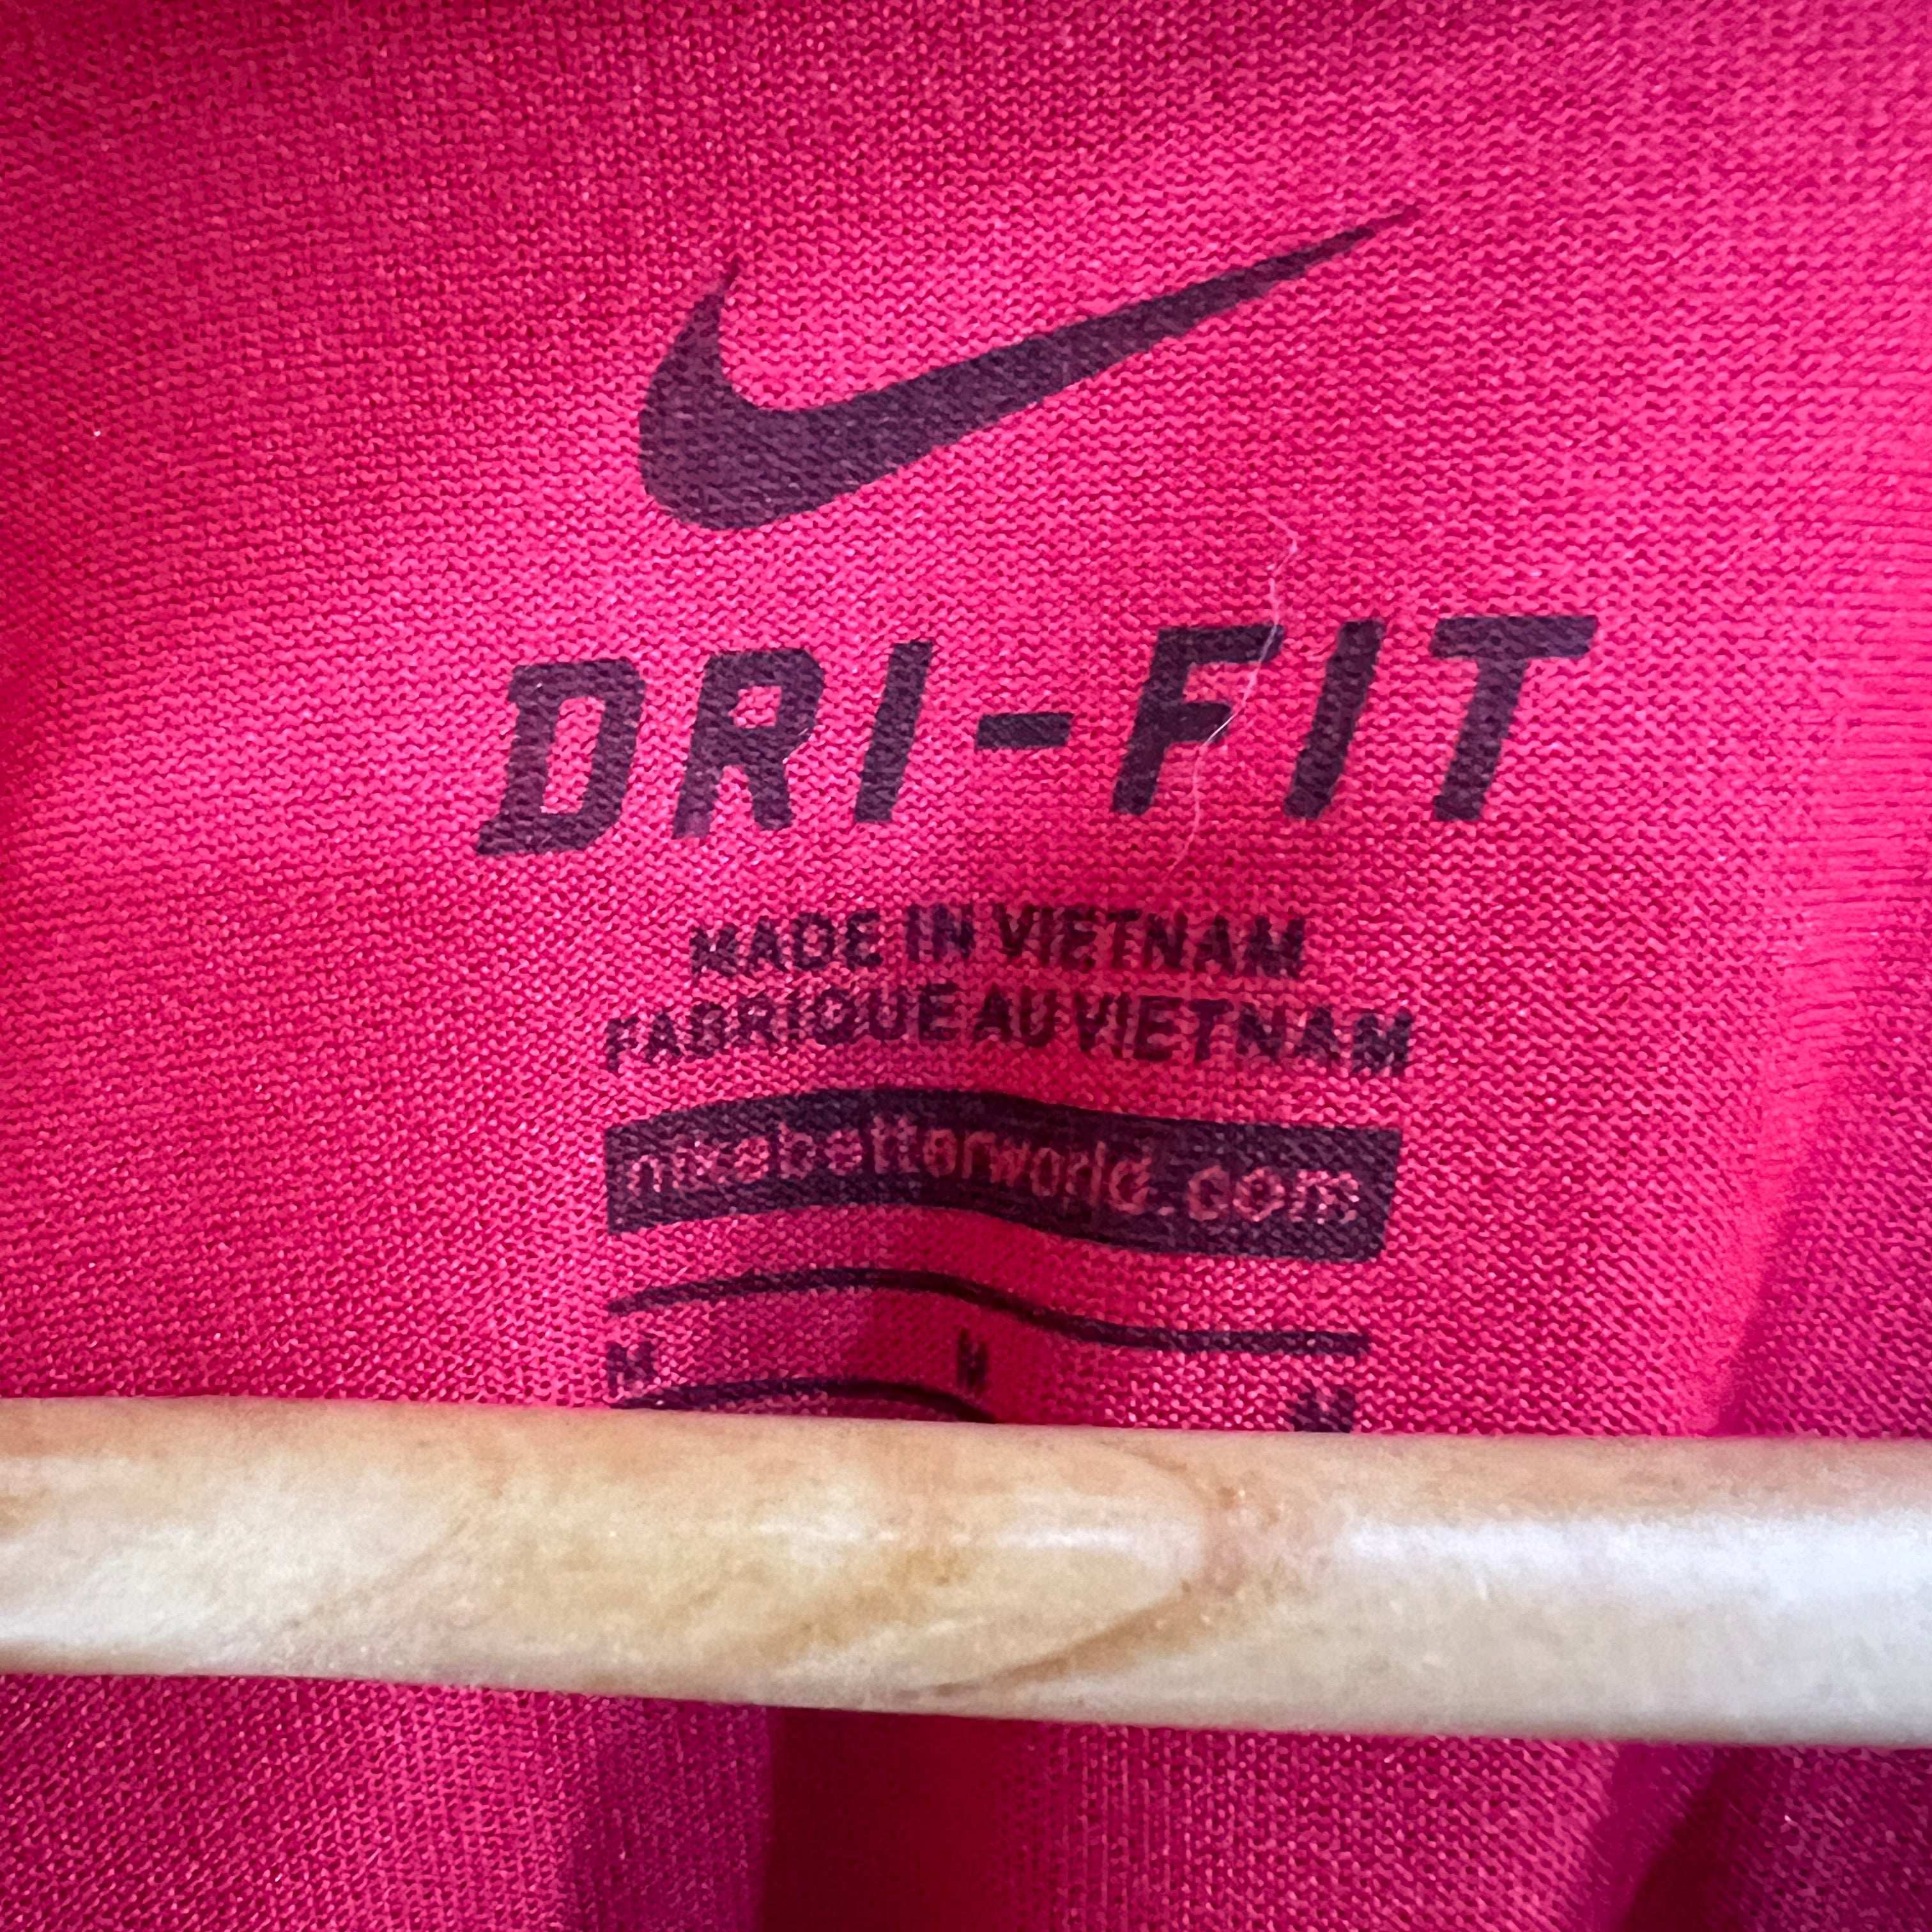 DRI-FIT
MADE IN VIETNAM
FABRIQUE AU VIETNAM
nikebetterworld.com
M M M